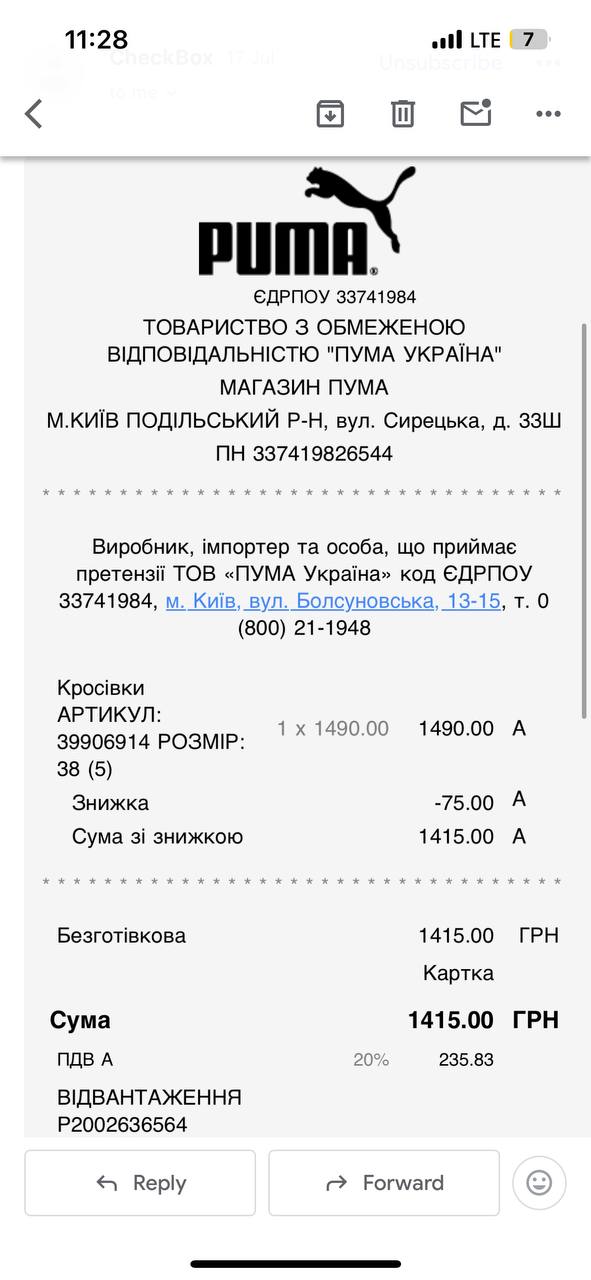 11:28
LTE 7
CheckBox 17 Jul
Unsubscribe
to me
PUMA
ЄДРПОУ 33741984
ТОВАРИСТВО З ОБМЕЖЕНОЮ
ВІДПОВІДАЛЬНІСТЮ "ПУМА УКРАЇНА"
МАГАЗИН ПУМА
М.КИЇВ ПОДІЛЬСЬКИЙ Р-Н, вул. Сирецька, д. 33Ш
ПН 337419826544
* * * * * * * * * * * * * * * * * * * * * * * * * * * * * * * * * *
Виробник, імпортер та особа, що приймає
претензії ТОВ «ПУМА Україна» код ЄДРПОУ
33741984, м. Київ, вул. Болсуновська, 13-15, т. 0
(800) 21-1948
Кросівки
АРТИКУЛ:
39906914 РОЗМІР:
38 (5)
1 x 1490.00 1490.00 А
Знижка -75.00 А
Сума зі знижкою 1415.00 А
* * * * * * * * * * * * * * * * * * * * * * * * * * * * * * * * * *
Безготівкова 1415.00 ГРН
Картка
Сума 1415.00 ГРН
ПДВ А 20% 235.83
ВІДВАНТАЖЕННЯ
P2002636564
Reply
Forward